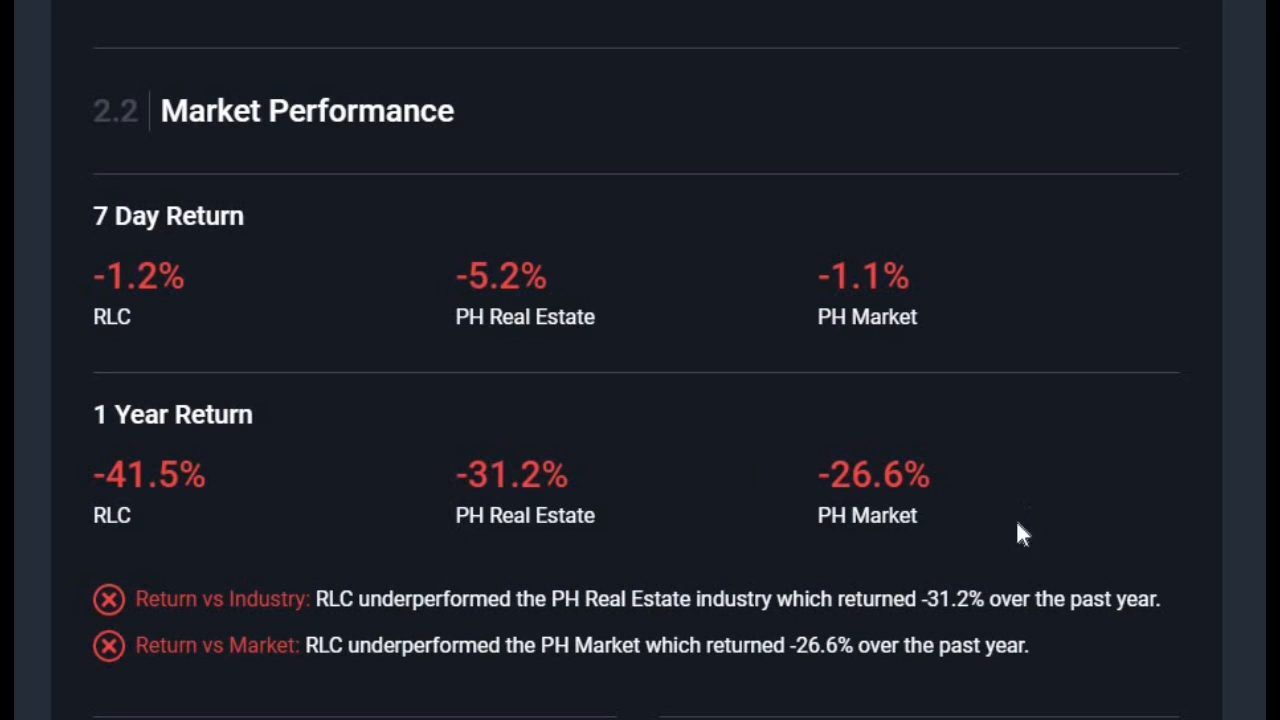 2.2 Market Performance
7 Day Return
-1.2% -5.2% -1.1%
RLC PH Real Estate PH Market
1 Year Return
-41.5% -31.2% -26.6%
RLC PH Real Estate PH Market
Return vs Industry: RLC underperformed the PH Real Estate industry which returned -31.2% over the past year.
Return vs Market: RLC underperformed the PH Market which returned -26.6% over the past year.